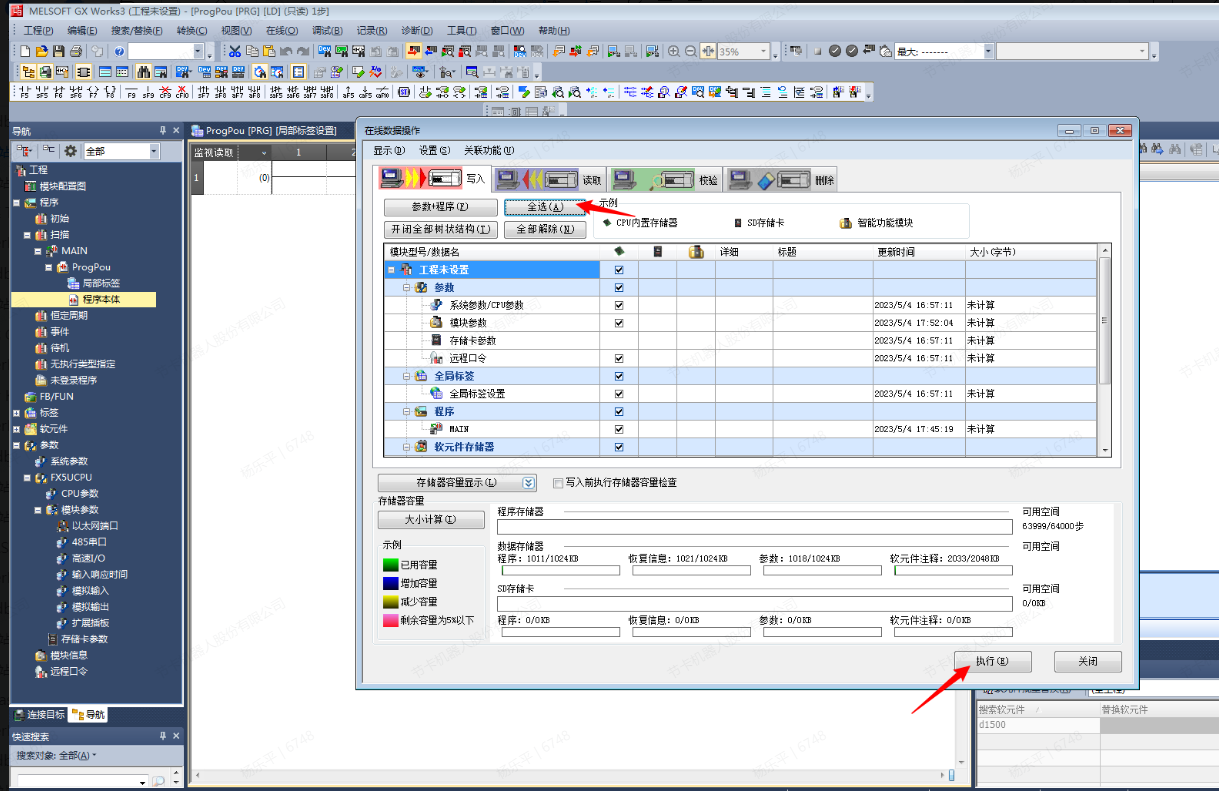 MELSOFT GX Works3 (工程未设置) - [ProgPou [PRG] [LD] (只读) 1步]
工程(P) 编辑(E) 搜索/替换(F) 转换(C) 视图(V) 在线(O) 调试(B) 记录(R) 诊断(D) 工具(T) 窗口(W) 帮助(H)
35% 最大: -------
F5 sF5 F6 sF6 F7 F8 F9 sF9 cF9 cF10 sF7 sF8 aF7 aF8 saF5 saF6 saF7 saF8 aF5 caF5 caF10
导航
全部
工程
模块配置图
程序
初始
扫描
MAIN
ProgPou
局部标签
程序本体
恒定周期
事件
待机
无执行类型指定
未登录程序
FB/FUN
标签
软元件
参数
系统参数
FX5UCPU
CPU参数
模块参数
以太网端口
485串口
高速I/O
输入响应时间
模拟输入
模拟输出
扩展插板
存储卡参数
模块信息
远程口令
连接目标 导航
快速搜索
搜索对象: 全部(A)
ProgPou [PRG] [局部标签设置]
监视读取 1 2
1 (0)
在线数据操作
显示(D) 设置(S) 关联功能(U)
写入 读取 校验 删除
参数+程序(P) 全选(A) 示例
开闭全部树状结构(T) 全部解除(N) CPU内置存储器 SD存储卡 智能功能模块
模块型号/数据名 详细 标题 更新时间 大小(字节)
工程未设置
参数
系统参数/CPU参数 2023/5/4 16:57:11 未计算
模块参数 2023/5/4 17:52:04 未计算
存储卡参数 2023/5/4 16:57:11 未计算
远程口令 2023/5/4 16:57:11 未计算
全局标签
全局标签设置 2023/5/4 16:57:11 未计算
程序
MAIN 2023/5/4 17:45:19 未计算
软元件存储器
存储器容量显示(L) 写入前执行存储器容量检查
存储器容量
大小计算(I)
示例
已用容量
增加容量
减少容量
剩余容量为5%以下
程序存储器 可用空间
63999/64000步
数据存储器 可用空间
程序: 1011/1024KB 恢复信息: 1021/1024KB 参数: 1018/1024KB 软元件注释: 2033/2048KB
SD存储卡 可用空间
0/0KB
程序: 0/0KB 恢复信息: 0/0KB 参数: 0/0KB 软元件注释: 0/0KB
执行(E) 关闭
搜索软元件 / 替换软元件
d1500